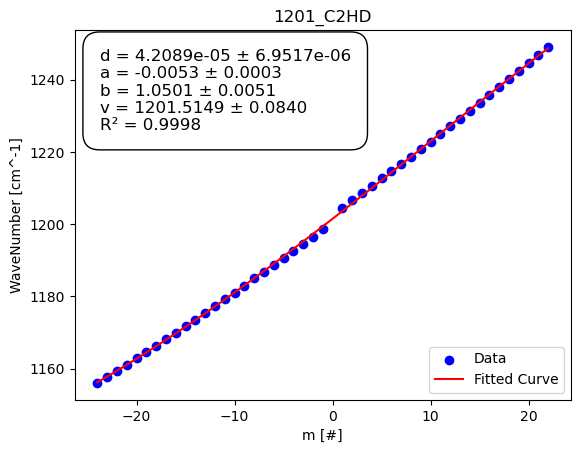 1201_C2HD
d = 4.2089e-05 ± 6.9517e-06
a = -0.0053 ± 0.0003
b = 1.0501 ± 0.0051
v = 1201.5149 ± 0.0840
R² = 0.9998
1240
1220
1200
1180
1160
WaveNumber [cm^-1]
Data
Fitted Curve
−20
−10
0
10
20
m [#]